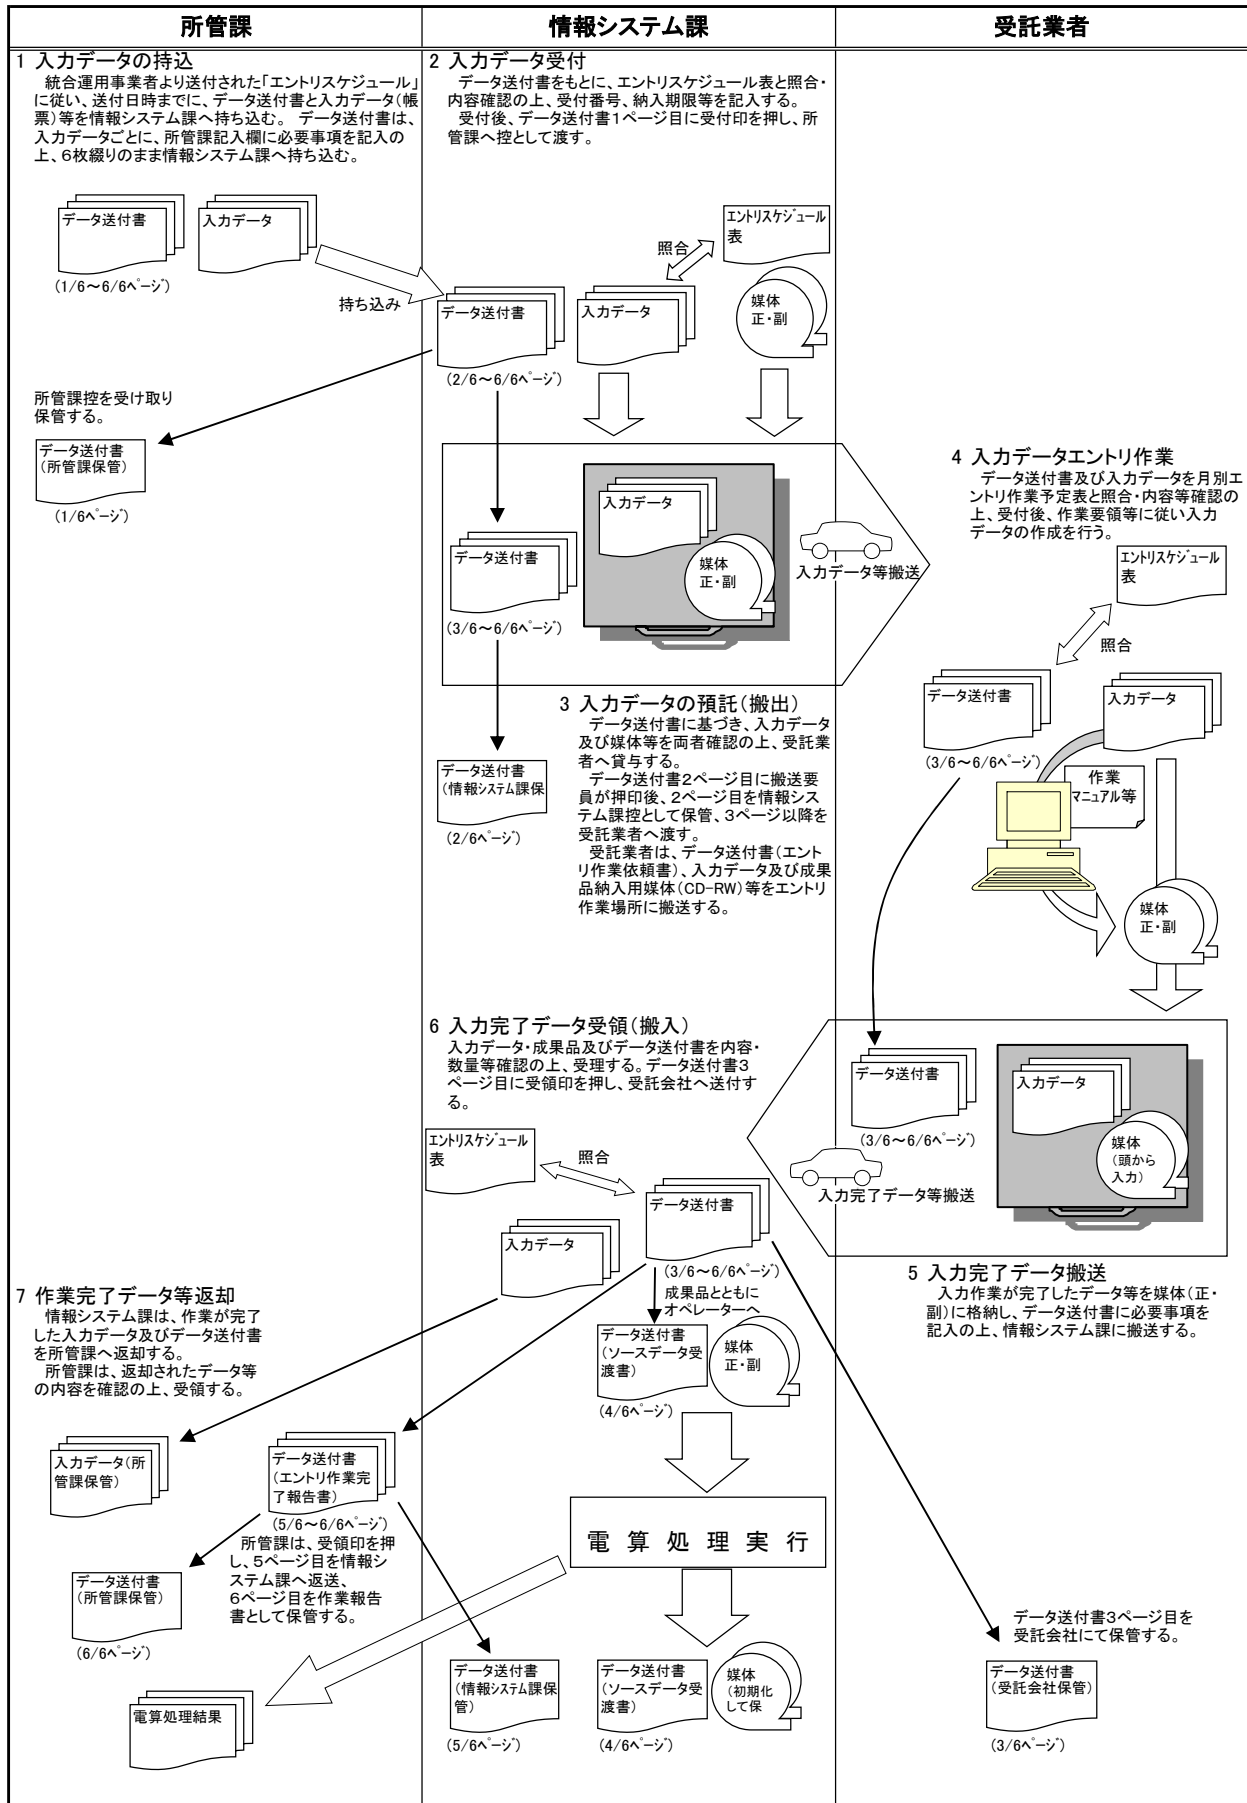 所管課
情報システム課
受託業者
1 入力データの持込
統合運用事業者より送付された「エントリスケジュール」
に従い、送付日時までに、データ送付書と入力データ（帳
票）等を情報システム課へ持ち込む。 データ送付書は、
入力データごとに、所管課記入欄に必要事項を記入の
上、６枚綴りのまま情報システム課へ持ち込む。
データ送付書
入力データ
(1/6～6/6ページ)
持ち込み
所管課控を受け取り
保管する。
データ送付書
（所管課保管）
(1/6ページ)
2 入力データ受付
データ送付書をもとに、エントリスケジュール表と照合・
内容確認の上、受付番号、納入期限等を記入する。
受付後、データ送付書１ページ目に受付印を押し、所
管課へ控として渡す。
エントリスケジュール
表
照合
データ送付書
入力データ
媒体
正・副
(2/6～6/6ページ)
入力データ
データ送付書
媒体
正・副
(3/6～6/6ページ)
入力データ等搬送
3 入力データの預託（搬出）
データ送付書に基づき、入力データ
及び媒体等を両者確認の上、受託業
者へ貸与する。
データ送付書２ページ目に搬送要
員が押印後、２ページ目を情報シス
テム課控として保管、３ページ以降を
受託業者へ渡す。
受託業者は、データ送付書（エント
リ作業依頼書）、入力データ及び成果
品納入用媒体（CD-RW）等をエントリ
作業場所に搬送する。
データ送付書
（情報システム課保
(2/6ページ)
4 入力データエントリ作業
データ送付書及び入力データを月別エ
ントリ作業予定表と照合・内容等確認の
上、受付後、作業要領等に従い入力
データの作成を行う。
エントリスケジュール
表
照合
データ送付書
入力データ
(3/6～6/6ページ)
作業
マニュアル等
媒体
正・副
データ送付書
(3/6～6/6ページ)
入力データ
媒体
（頭から
入力）
入力完了データ等搬送
5 入力完了データ搬送
入力作業が完了したデータ等を媒体（正・
副）に格納し、データ送付書に必要事項を
記入の上、情報システム課に搬送する。
6 入力完了データ受領（搬入）
入力データ・成果品及びデータ送付書を内容・
数量等確認の上、受理する。データ送付書３
ページ目に受領印を押し、受託会社へ送付す
る。
エントリスケジュール
表
照合
データ送付書
入力データ
(3/6～6/6ページ)
成果品とともに
オペレーターへ
データ送付書
（ソースデータ受
渡書）
媒体
正・副
(4/6ページ)
7 作業完了データ等返却
情報システム課は、作業が完了
した入力データ及びデータ送付書
を所管課へ返却する。
所管課は、返却されたデータ等
の内容を確認の上、受領する。
入力データ（所
管課保管）
データ送付書
（エントリ作業完
了報告書）
(5/6～6/6ページ)
所管課は、受領印を押
し、５ページ目を情報シ
ステム課へ返送、
６ページ目を作業報告
書として保管する。
データ送付書
（所管課保管）
(6/6ページ)
電算処理結果
電 算 処 理 実 行
データ送付書
（情報システム課保
管）
(5/6ページ)
データ送付書
（ソースデータ受
渡書）
(4/6ページ)
媒体
（初期化
して保
データ送付書３ページ目を
受託会社にて保管する。
データ送付書
（受託会社保管）
(3/6ページ)